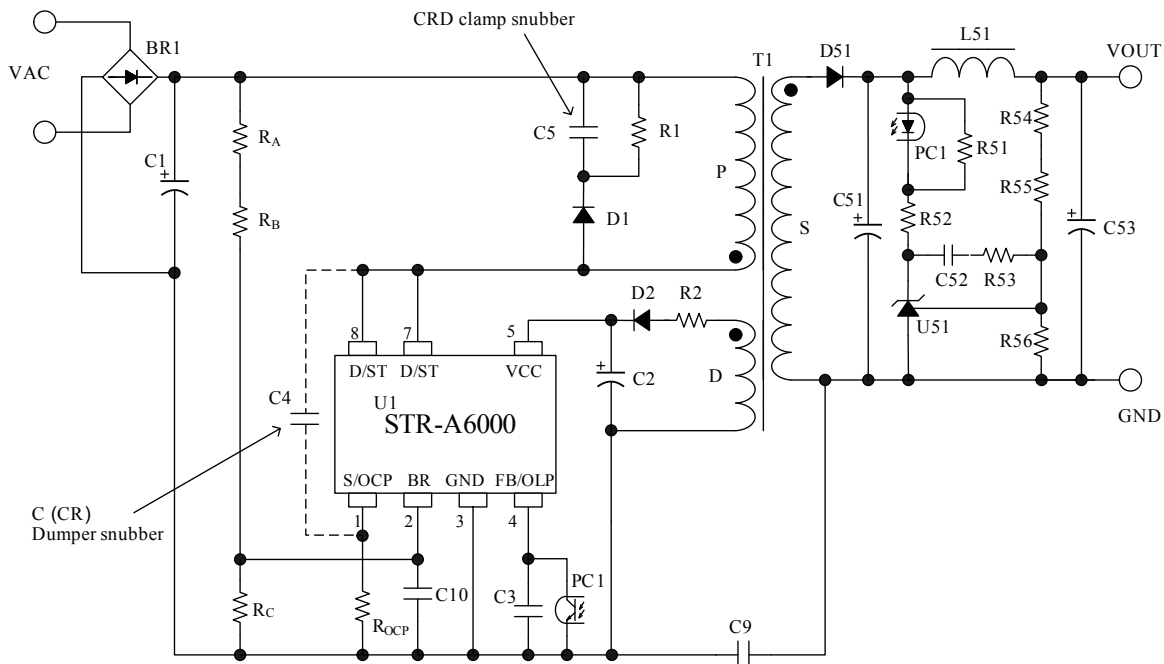 CRD clamp snubber
BR1
VAC
T1
D51
L51
VOUT
C1
RA
C5
R1
P
PC1
R51
R54
RB
D1
S
C51
R52
R55
C53
C52
R53
D2
R2
U51
R56
8
7
5
D/ST
D/ST
VCC
C2
D
GND
C4
U1
STR-A6000
S/OCP
BR
GND
FB/OLP
C (CR)
Dumper snubber
1
2
3
4
RC
ROCP
C10
C3
PC1
C9